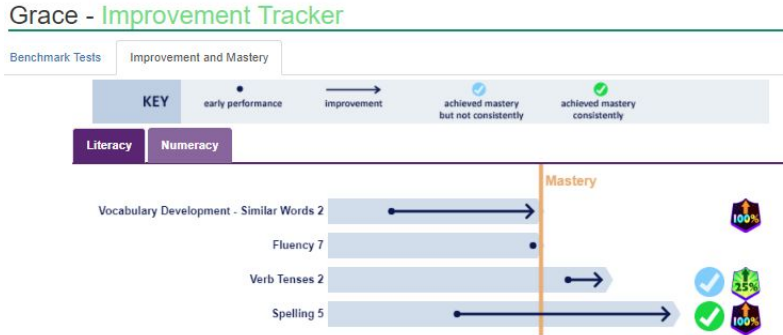 Grace - Improvement Tracker
Benchmark Tests
Improvement and Mastery
KEY
early performance
improvement
achieved mastery
but not consistently
achieved mastery
consistently
Literacy
Numeracy
Mastery
Vocabulary Development - Similar Words 2
100%
Fluency 7
Verb Tenses 2
25%
Spelling 5
100%